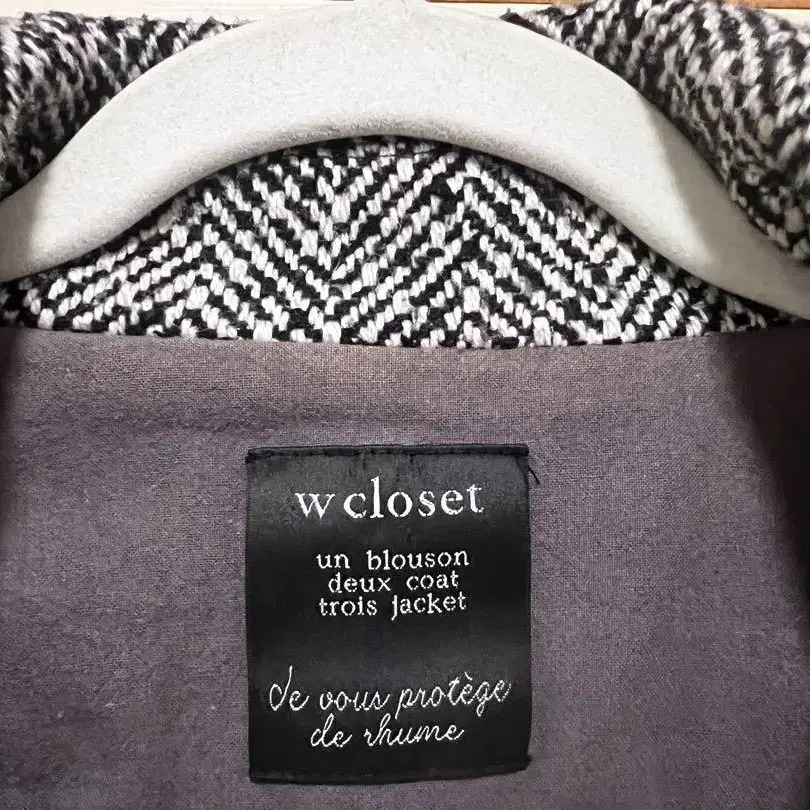 w closet
un blouson
deux coat
trois jacket
Je vous protège
de rhume